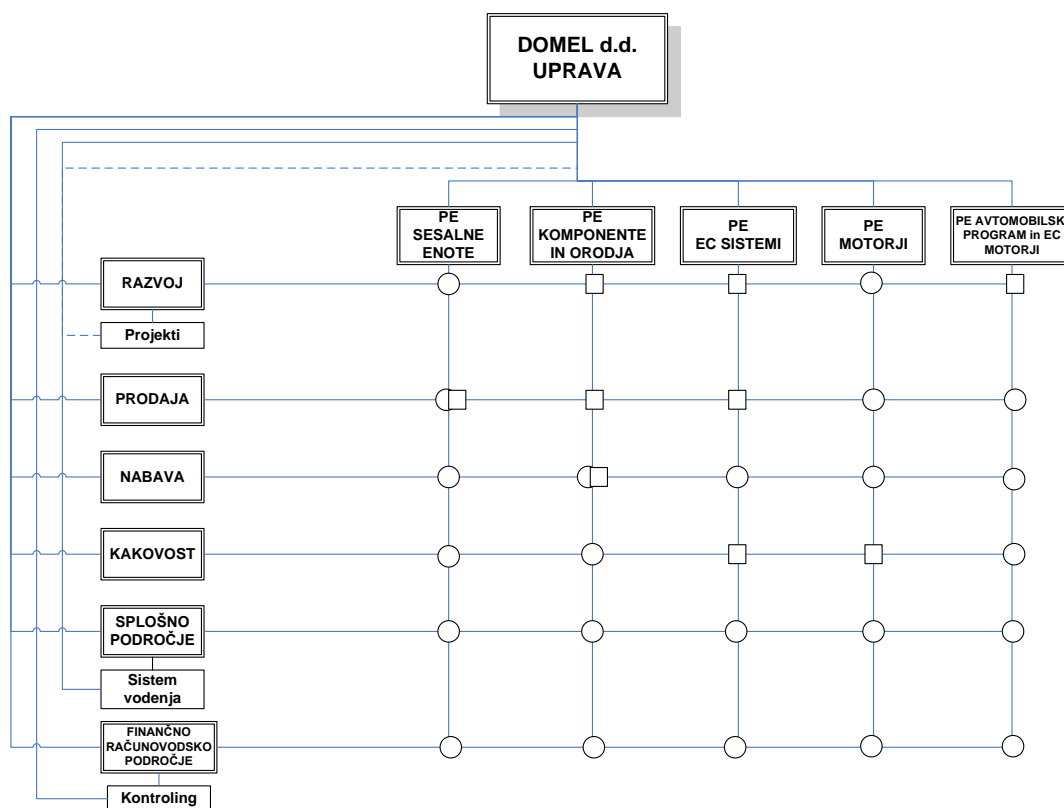 DOMEL d.d.
UPRAVA
PE
SESALNE
ENOTE
PE
KOMPONENTE
IN ORODJA
PE
EC SISTEMI
PE
MOTORJI
PE AVTOMOBILSK
PROGRAM in EC
MOTORJI
RAZVOJ
Projekti
PRODAJA
NABAVA
KAKOVOST
SPLOŠNO
PODROČJE
Sistem
vodenja
FINANČNO
RAČUNOVODSKO
PODROČJE
Kontroling